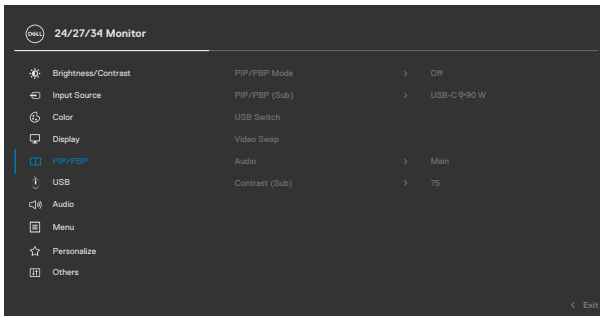 DELL 24/27/34 Monitor
Brightness/Contrast PIP/PBP Mode > Off
Input Source PIP/PBP (Sub) > USB-C 90 W
Color USB Switch
Display Video Swap
PIP/PBP Audio > Main
USB Contrast (Sub) > 75
Audio
Menu
Personalize
Others
< Exit